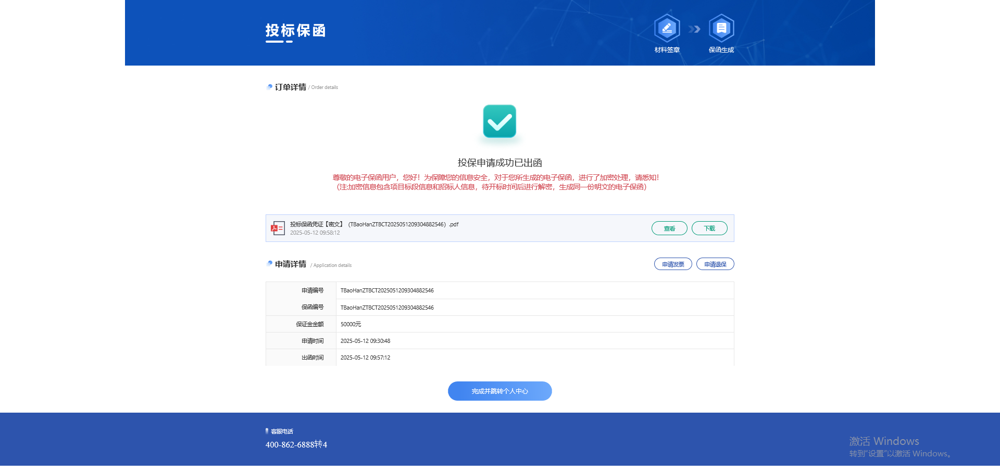 投标保函
材料签章
保函生成
订单详情 / Order details
投保申请成功已出函
尊敬的电子保函用户，您好！为保障您的信息安全，对于您所生成的电子保函，进行了加密处理，请悉知！
（注:加密信息包含项目标段信息和招标人信息，待开标时间后进行解密，生成同一份明文的电子保函）
投标保函凭证【密文】（TBaoHanZTBCT2025051209304882546）.pdf
2025-05-12 09:58:12
查看
下载
申请详情 / Application details
申请发票
申请退保
申请编号 TBaoHanZTBCT2025051209304882546
保函编号 TBaoHanZTBCT2025051209304882546
保证金金额 50000元
申请时间 2025-05-12 09:30:48
出函时间 2025-05-12 09:57:12
完成并跳转个人中心
客服电话
400-862-6888转4
激活 Windows
转到"设置"以激活 Windows。